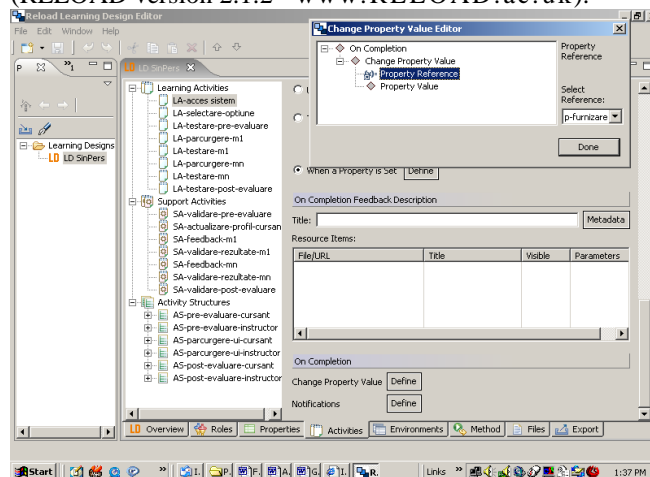 (RELOAD version 2.1.2 - www.RELOAD.ac.uk).
Reload Learning Design Editor
File Edit Window Help
LD SinPers
Learning Designs
LD SinPers
Learning Activities
LA-acces sistem
LA-selectare-optiune
LA-testare-pre-evaluare
LA-parcurgere-m1
LA-testare-m1
LA-parcurgere-mn
LA-testare-mn
LA-testare-post-evaluare
Support Activities
SA-validare-pre-evaluare
SA-actualizare-profil-cursan
SA-feedback-m1
SA-validare-rezultate-m1
SA-feedback-mn
SA-validare-rezultate-mn
SA-validare-post-evaluare
Activity Structures
AS-pre-evaluare-cursant
AS-pre-evaluare-instructor
AS-parcurgere-ui-cursant
AS-parcurgere-ui-instructor
AS-post-evaluare-cursant
AS-post-evaluare-instructor
Change Property Value Editor
On Completion
Change Property Value
Property Reference
Property Value
Property Reference
Select Reference:
p-furnizare
Done
When a Property is Set Define
On Completion Feedback Description
Title: Metadata
Resource Items:
File/URL Title Visible Parameters
On Completion
Change Property Value Define
Notifications Define
LD Overview Roles Properties Activities Environments Method Files Export
Start Links 1:37 PM